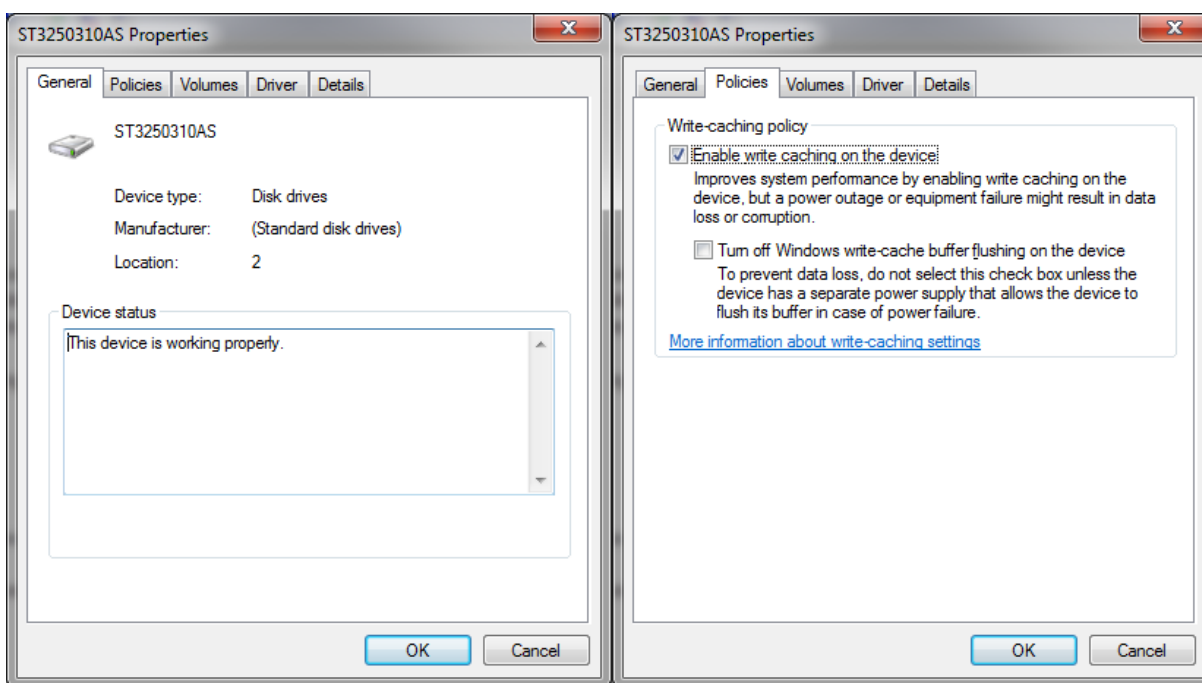 ST3250310AS Properties
x
General Policies Volumes Driver Details
ST3250310AS
Device type: Disk drives
Manufacturer: (Standard disk drives)
Location: 2
Device status
This device is working properly.
OK Cancel
ST3250310AS Properties
x
General Policies Volumes Driver Details
Write-caching policy
Enable write caching on the device
Improves system performance by enabling write caching on the
device, but a power outage or equipment failure might result in data
loss or corruption.
Turn off Windows write-cache buffer flushing on the device
To prevent data loss, do not select this check box unless the
device has a separate power supply that allows the device to
flush its buffer in case of power failure.
More information about write-caching settings
OK Cancel